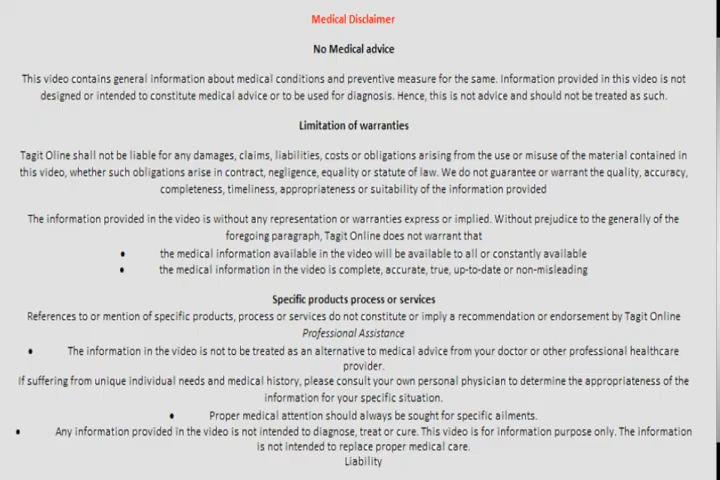 Medical Disclaimer
No Medical advice
This video contains general information about medical conditions and preventive measure for the same. Information provided in this video is not
designed or intended to constitute medical advice or to be used for diagnosis. Hence, this is not advice and should not be treated as such.
Limitation of warranties
Tagit Oline shall not be liable for any damages, claims, liabilities, costs or obligations arising from the use or misuse of the material contained in
this video, whether such obligations arise in contract, negligence, equality or statute of law. We do not guarantee or warrant the quality, accuracy,
completeness, timeliness, appropriateness or suitability of the information provided
The information provided in the video is without any representation or warranties express or implied. Without prejudice to the generally of the
foregoing paragraph, Tagit Online does not warrant that
• the medical information available in the video will be available to all or constantly available
• the medical information in the video is complete, accurate, true, up-to-date or non-misleading
Specific products process or services
References to or mention of specific products, process or services do not constitute or imply a recommendation or endorsement by Tagit Online
Professional Assistance
• The information in the video is not to be treated as an alternative to medical advice from your doctor or other professional healthcare
provider.
If suffering from unique individual needs and medical history, please consult your own personal physician to determine the appropriateness of the
information for your specific situation.
• Proper medical attention should always be sought for specific ailments.
• Any information provided in the video is not intended to diagnose, treat or cure. This video is for information purpose only. The information
is not intended to replace proper medical care.
Liability